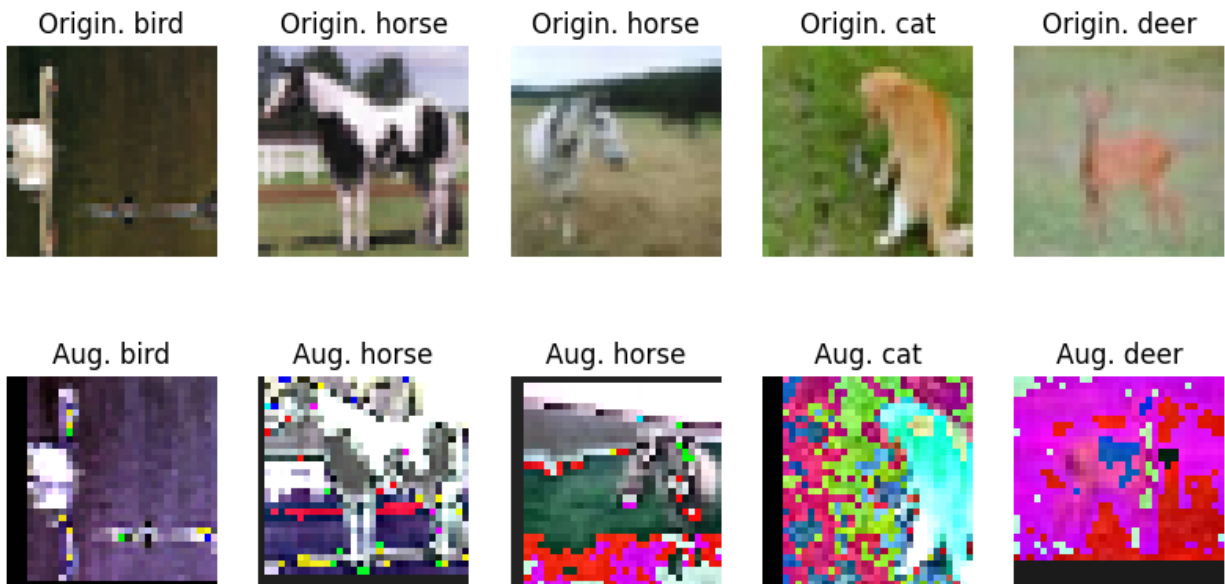 Origin. bird
Origin. horse
Origin. horse
Origin. cat
Origin. deer
Aug. bird
Aug. horse
Aug. horse
Aug. cat
Aug. deer